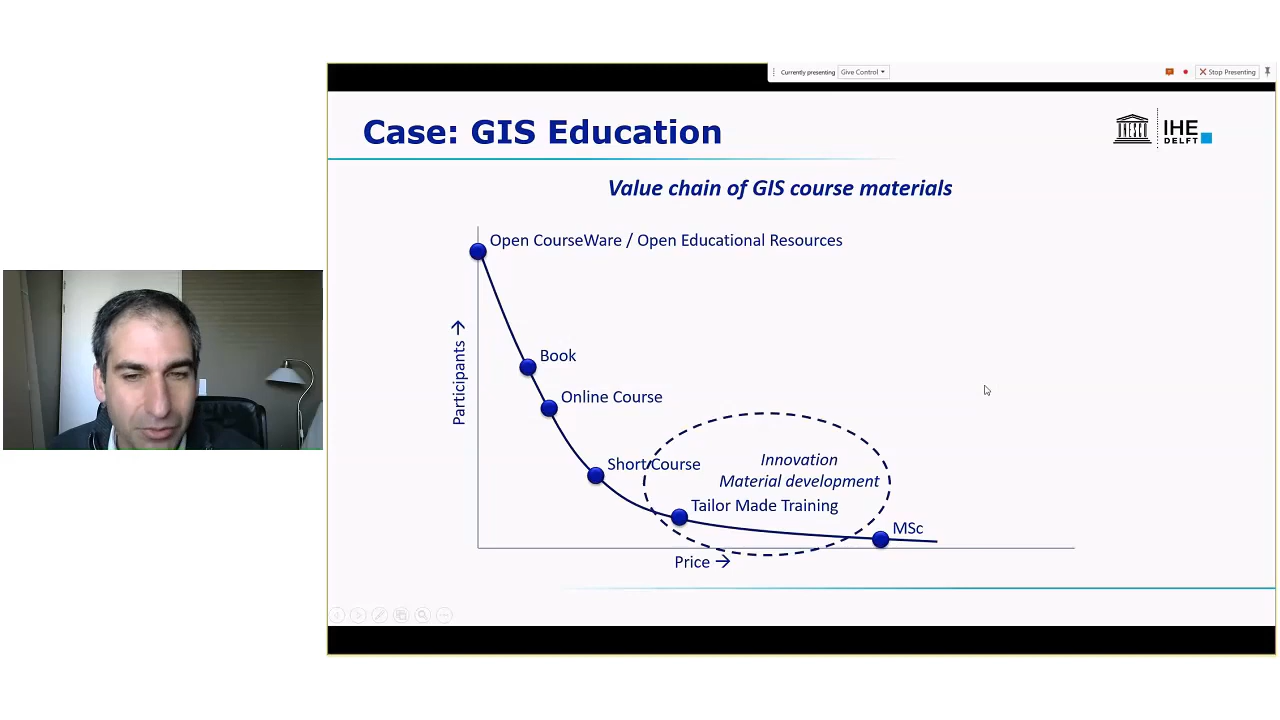 Currently presenting
Give Control
Stop Presenting
Case: GIS Education
UNESCO
IHE
DELFT
Value chain of GIS course materials
Open CourseWare / Open Educational Resources
Participants →
Book
Online Course
Short Course
Innovation
Material development
Tailor Made Training
MSc
Price →